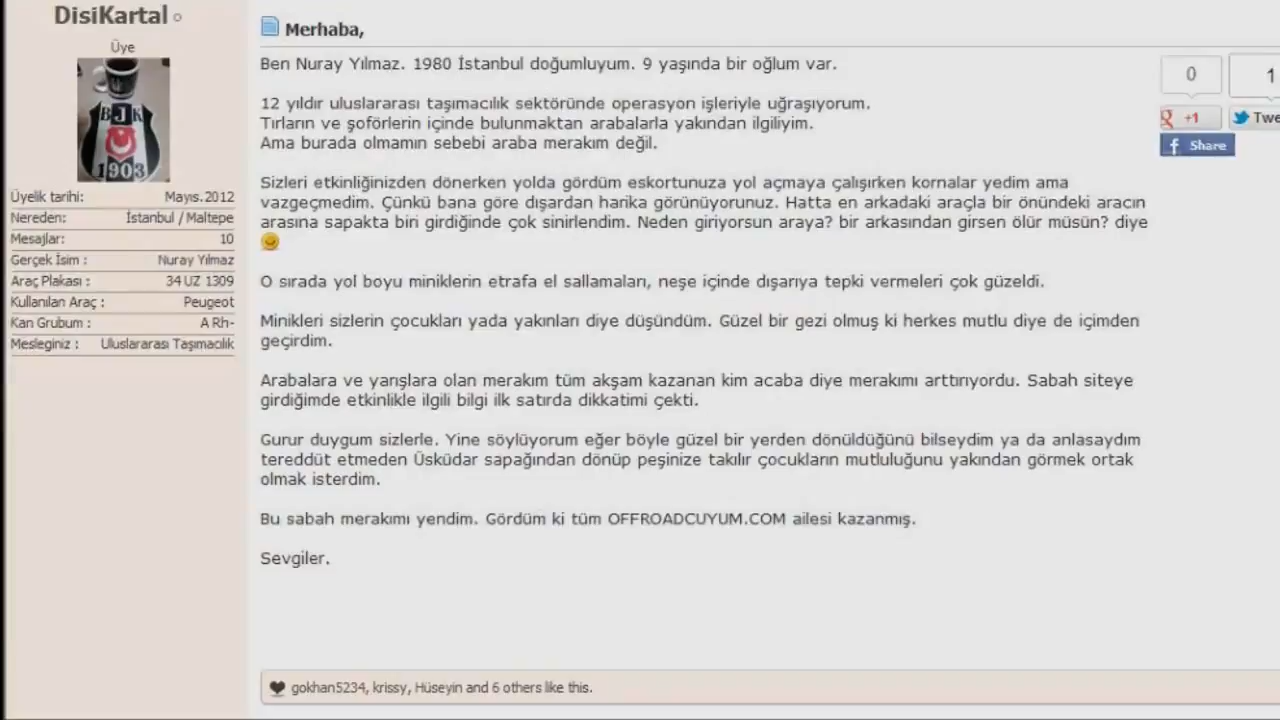 DisiKartal
Üye
BJK
1903
Üyelik tarihi: Mayıs.2012
Nereden: İstanbul / Maltepe
Mesajlar: 10
Gerçek İsim : Nuray Yılmaz
Araç Plakası : 34 UZ 1309
Kullanılan Araç : Peugeot
Kan Grubum : A Rh-
Mesleginiz : Uluslararası Taşımacılık
Merhaba,
Ben Nuray Yılmaz. 1980 İstanbul doğumluyum. 9 yaşında bir oğlum var.
12 yıldır uluslararası taşımacılık sektöründe operasyon işleriyle uğraşıyorum.
Tırların ve şoförlerin içinde bulunmaktan arabalarla yakından ilgiliyim.
Ama burada olmamın sebebi araba merakım değil.
Sizleri etkinliğinizden dönerken yolda gördüm eskortunuza yol açmaya çalışırken kornalar yedim ama
vazgeçmedim. Çünkü bana göre dışardan harika görünüyorunuz. Hatta en arkadaki araçla bir önündeki aracın
arasına sapakta biri girdiğinde çok sinirlendim. Neden giriyorsun araya? bir arkasından girsen ölür müsün? diye
O sırada yol boyu miniklerin etrafa el sallamaları, neşe içinde dışarıya tepki vermeleri çok güzeldi.
Minikleri sizlerin çocukları yada yakınları diye düşündüm. Güzel bir gezi olmuş ki herkes mutlu diye de içimden
geçirdim.
Arabalara ve yarışlara olan merakım tüm akşam kazanan kim acaba diye merakımı arttırıyordu. Sabah siteye
girdiğimde etkinlikle ilgili bilgi ilk satırda dikkatimi çekti.
Gurur duygum sizlerle. Yine söylüyorum eğer böyle güzel bir yerden dönüldüğünü bilseydim ya da anlasaydım
tereddüt etmeden Üsküdar sapağından dönüp peşinize takılır çocukların mutluluğunu yakından görmek ortak
olmak isterdim.
Bu sabah merakımı yendim. Gördüm ki tüm OFFROADCUYUM.COM ailesi kazanmış.
Sevgiler.
0 1
+1 Twe
f Share
gokhan5234, krissy, Hüseyin and 6 others like this.